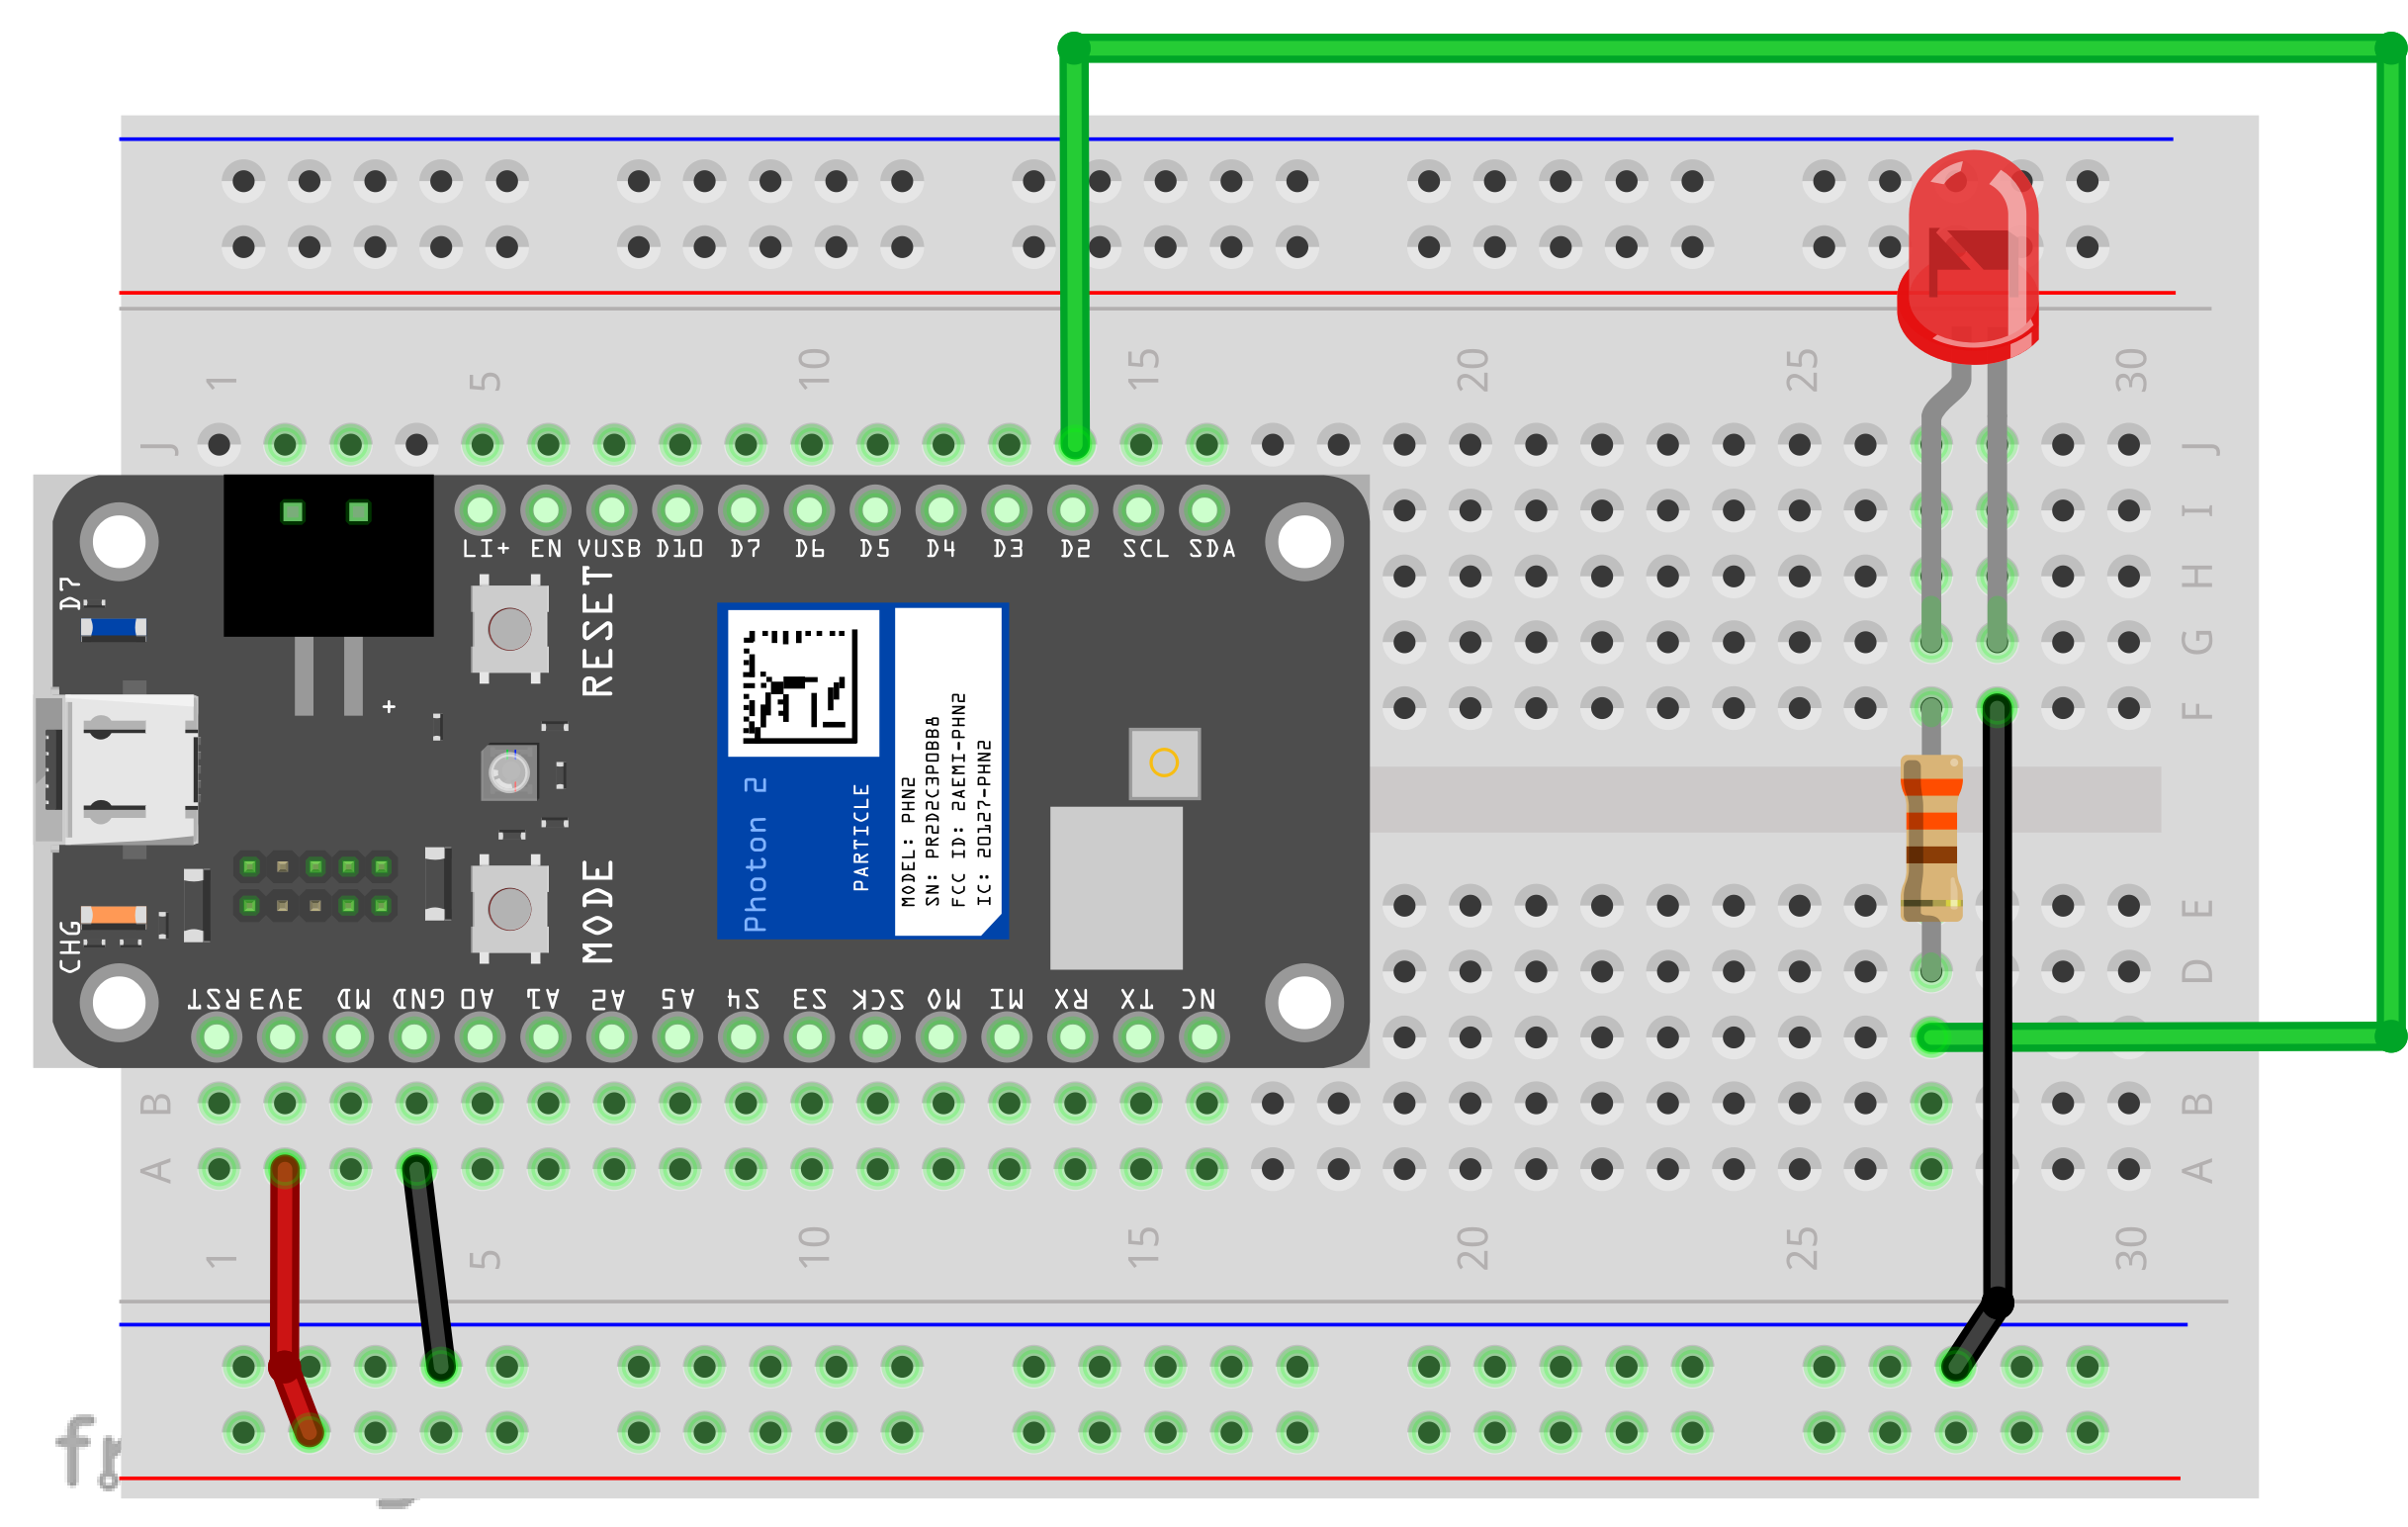 1 5 10 15 20 25 30
J J
LI+ EN VUSB D10 D7 D6 D5 D4 D3 D2 SCL SDA
I
D7
H
RESET
G
+
F
Photon 2
PARTICLE
MODEL: PHN2
SN: PR2D2C3POBB8
FCC ID: 2AEMI-PHN2
IC: 20127-PHN2
MODE
CHG
E
D
RST 3V3 MD GND A0 A1 A2 A5 S4 S3 SCK M0 MI RX TX NC
B B
A A
1 5 10 15 20 25 30